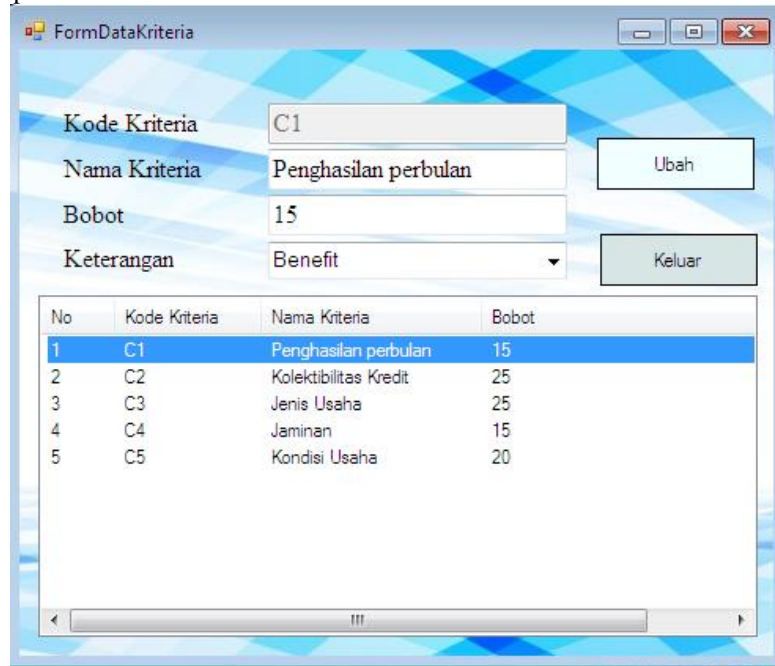 FormDataKriteria
Kode Kriteria C1
Nama Kriteria Penghasilan perbulan Ubah
Bobot 15
Keterangan Benefit Keluar
No Kode Kriteria Nama Kriteria Bobot
1 C1 Penghasilan perbulan 15
2 C2 Kolektibilitas Kredit 25
3 C3 Jenis Usaha 25
4 C4 Jaminan 15
5 C5 Kondisi Usaha 20